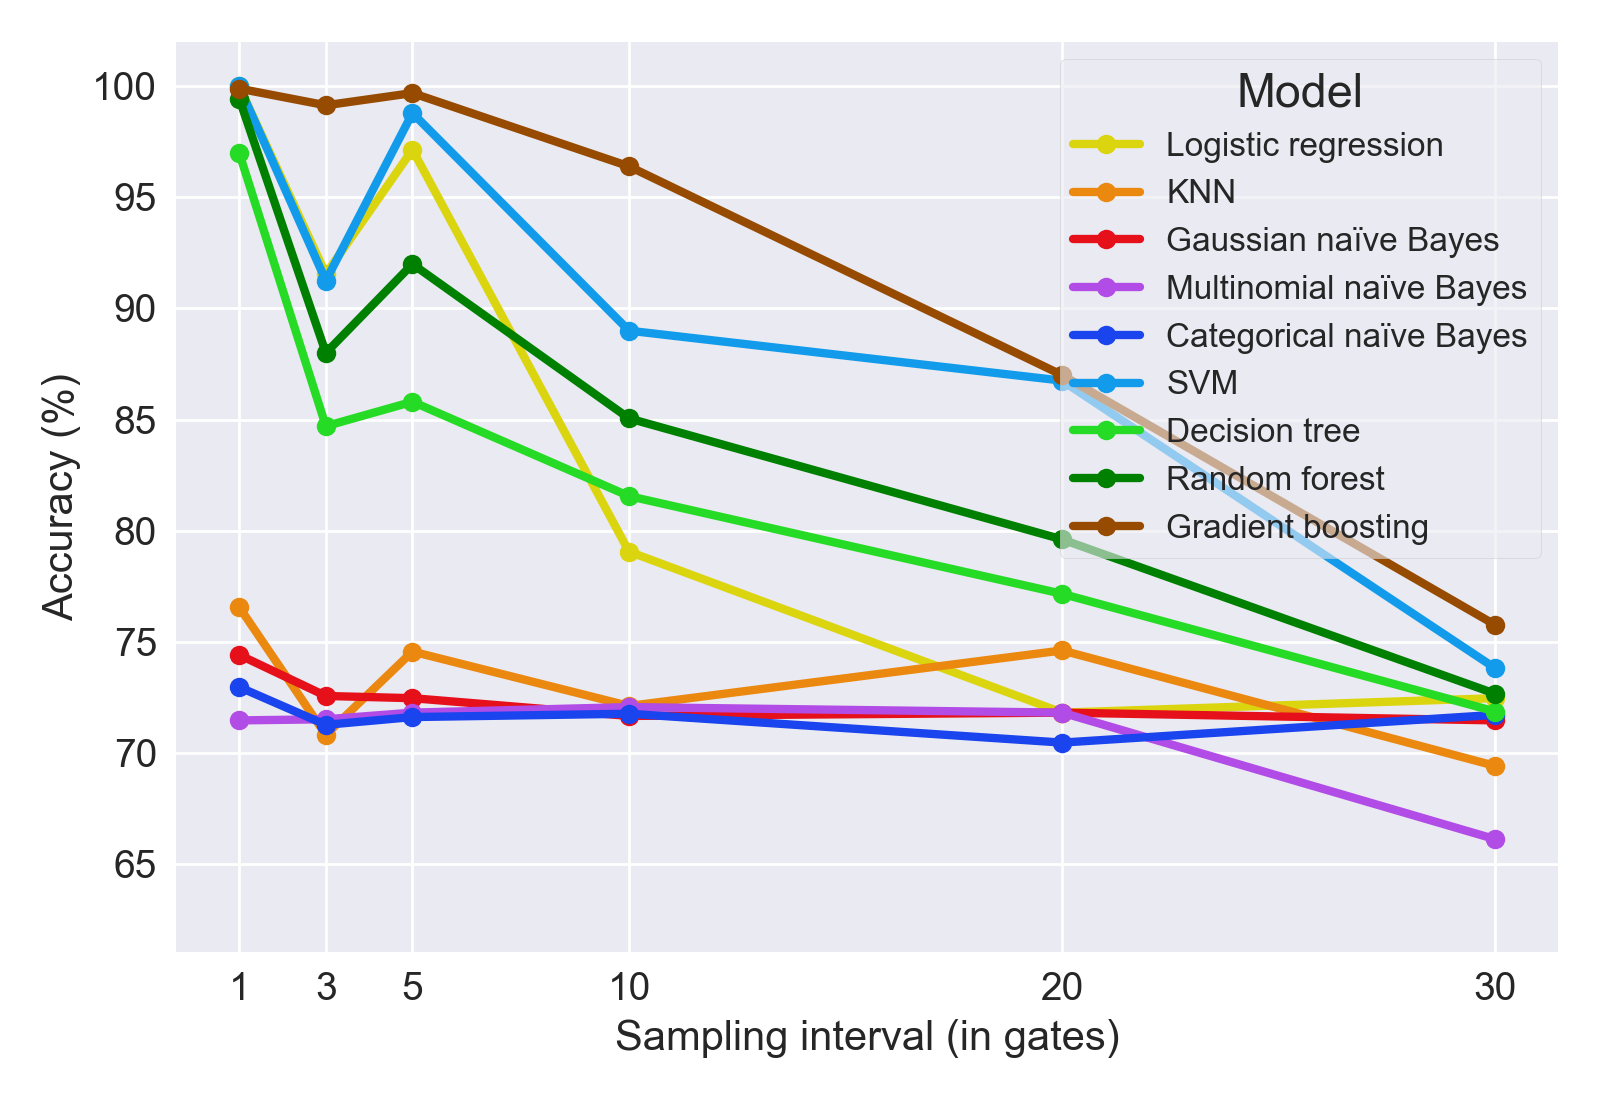 100
95
90
85
80
75
70
65
Accuracy (%)
1 3 5 10 20 30
Sampling interval (in gates)
Model
Logistic regression
KNN
Gaussian naïve Bayes
Multinomial naïve Bayes
Categorical naïve Bayes
SVM
Decision tree
Random forest
Gradient boosting